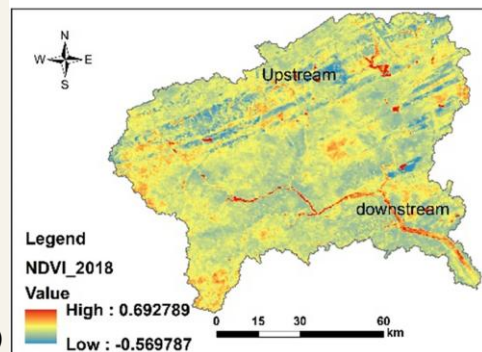 N
W E
S
Upstream
downstream
Legend
NDVI_2018
Value
High : 0.692789
Low : -0.569787
0 15 30 60
km
)